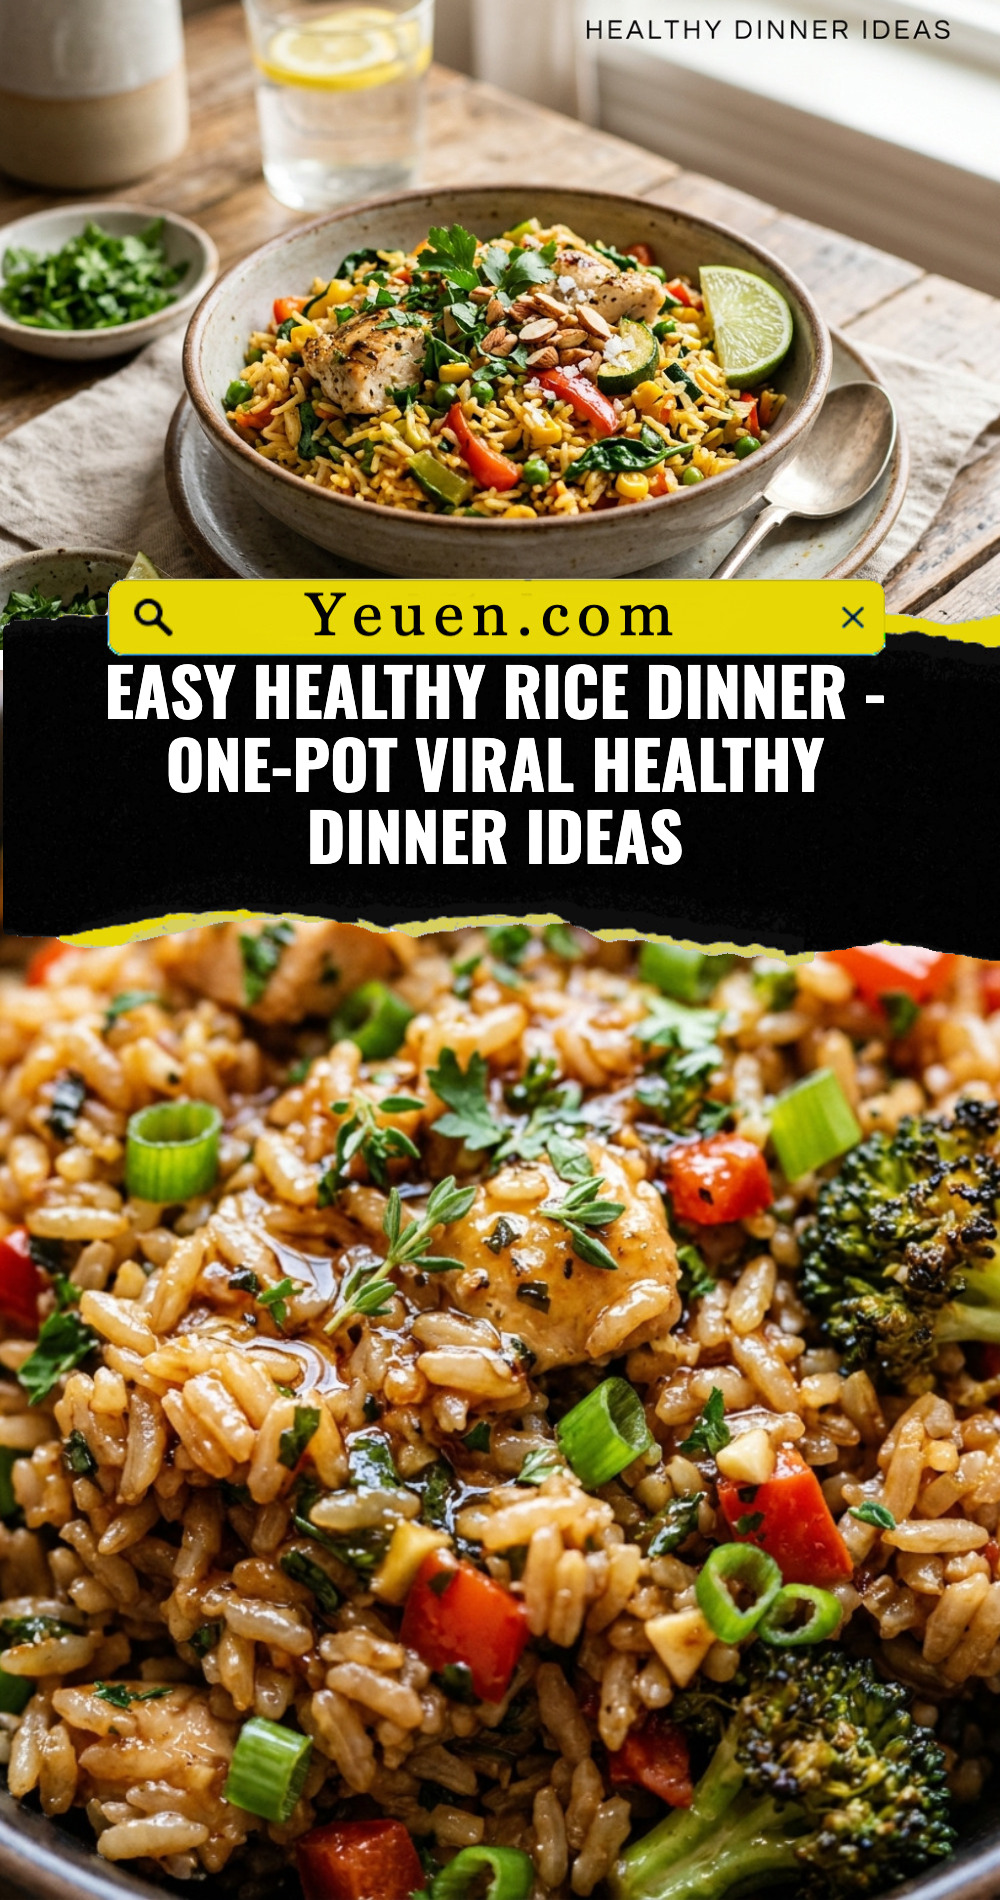 HEALTHY DINNER IDEAS
Yeuen.com
EASY HEALTHY RICE DINNER -
ONE-POT VIRAL HEALTHY
DINNER IDEAS